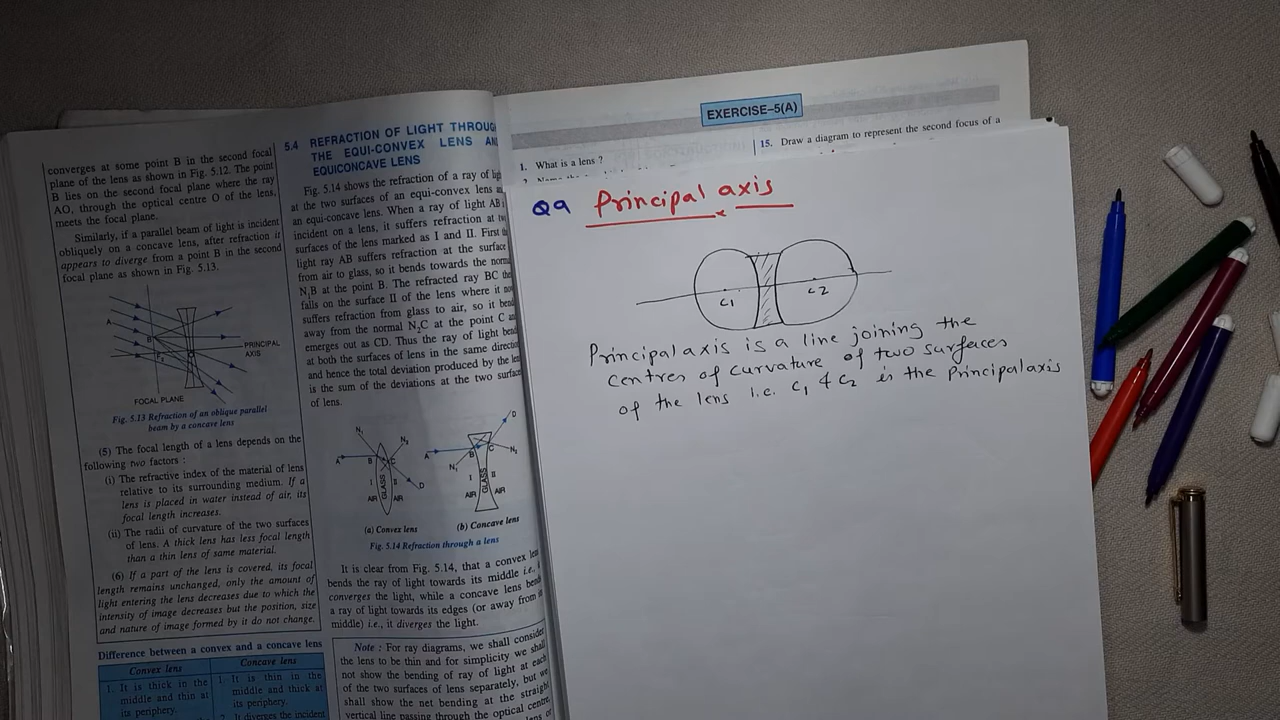 converges at some point B in the second focal
plane of the lens as shown in Fig. 5.12. The point
B lies on the second focal plane where the ray
AO, through the optical centre O of the lens,
meets the focal plane.
Similarly, if a parallel beam of light is incident
obliquely on a concave lens, after refraction it
appears to diverge from a point B in the second
focal plane as shown in Fig. 5.13.
A
B
PRINCIPAL
AXIS
FOCAL PLANE
Fig. 5.13 Refraction of an oblique parallel
beam by a concave lens
(5) The focal length of a lens depends on the
following two factors :
(i) The refractive index of the material of lens
relative to its surrounding medium. If a
lens is placed in water instead of air, its
focal length increases.
(ii) The radii of curvature of the two surfaces
of lens. A thick lens has less focal length
than a thin lens of same material.
(6) If a part of the lens is covered, its focal
length remains unchanged, only the amount of
light entering the lens decreases due to which the
intensity of image decreases but the position, size
and nature of image formed by it do not change.
Difference between a convex and a concave lens
Convex lens
Concave lens
1. It is thick in the
middle and thin at
its periphery.
1. It is thin in the
middle and thick at
its periphery.
2. It diverges the incident
5.4 REFRACTION OF LIGHT THROUG
THE EQUI-CONVEX LENS AN
EQUICONCAVE LENS
Fig. 5.14 shows the refraction of a ray of
at the two surfaces of an equi-convex lens
an equi-concave lens. When a ray of light AB
incident on a lens, it suffers refraction at
surfaces of the lens marked as I and II. First
light ray AB suffers refraction at the surface
from air to glass, so it bends towards the
N₁B at the point B. The refracted ray BC
falls on the surface II of the lens where it
suffers refraction from glass to air, so it
away from the normal N₂C at the point C
emerges out as CD. Thus the ray of light
at both the surfaces of lens in the same
and hence the total deviation produced by the
is the sum of the deviations at the two
of lens.
A B C D N₁ N₂ I II GLASS AIR AIR
A B C D N₁ N₂ I II GLASS AIR AIR
(a) Convex lens
(b) Concave lens
Fig. 5.14 Refraction through a lens
It is clear from Fig. 5.14, that a convex
bends the ray of light towards its middle i.e.,
converges the light, while a concave lens
a ray of light towards its edges (or away from
middle) i.e., it diverges the light.
Note : For ray diagrams, we shall consider
the lens to be thin and for simplicity we shall
not show the bending of ray of light at each
of the two surfaces of lens separately, but we
shall show the net bending at the straight
vertical line passing through the optical centre,
EXERCISE–5(A)
1. What is a lens ?
15. Draw a diagram to represent the second focus of a
Q9 Principal axis
C1 C2
Principal axis is a line joining the
centres of curvature of two surfaces
of the lens i.e. C1 & C2 is the Principal axis